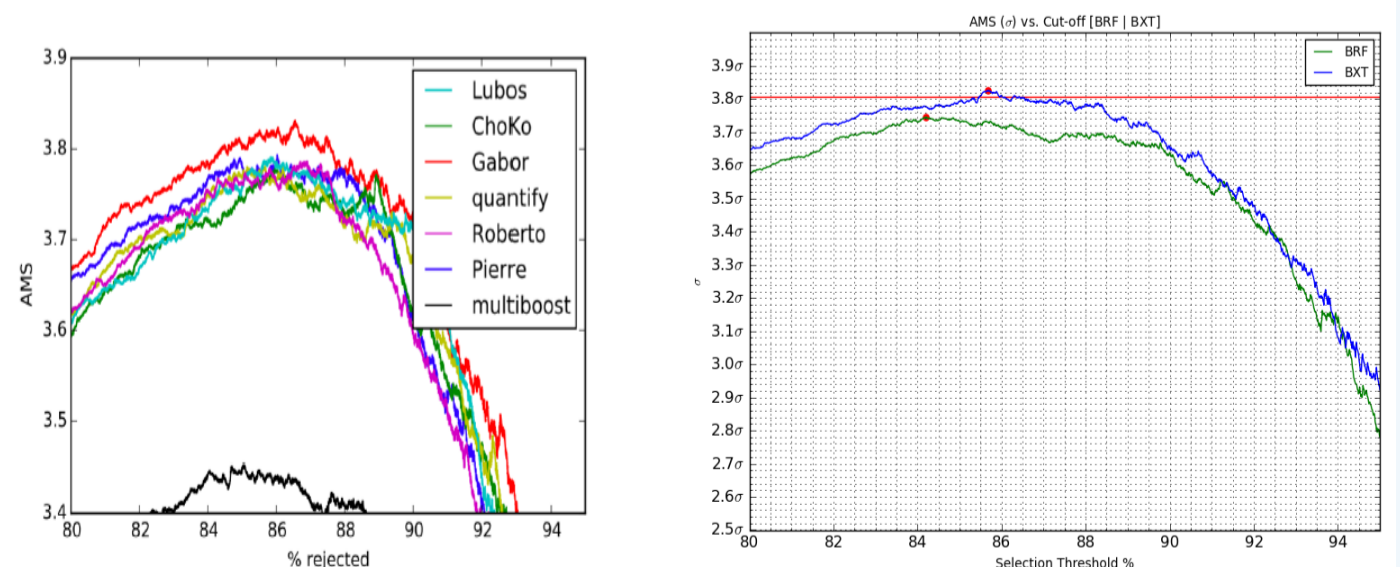 3.9
3.8
3.7
3.6
3.5
3.4
AMS
80 82 84 86 88 90 92 94
% rejected
Lubos
ChoKo
Gabor
quantify
Roberto
Pierre
multiboost
AMS (σ) vs. Cut-off [BRF | BXT]
BRF
BXT
3.9σ
3.8σ
3.7σ
3.6σ
3.5σ
3.4σ
3.3σ
3.2σ
3.1σ
3.0σ
2.9σ
2.8σ
2.7σ
2.6σ
2.5σ
σ
80 82 84 86 88 90 92 94
Selection Threshold %